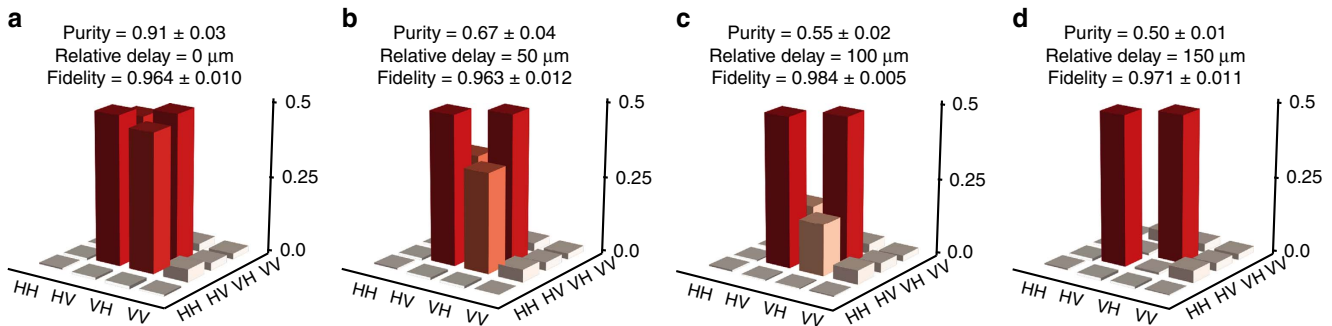 a
Purity = 0.91 ± 0.03
Relative delay = 0 μm
Fidelity = 0.964 ± 0.010
0.5
0.25
0.0
HH HV VH VV
HH HV VH VV
b
Purity = 0.67 ± 0.04
Relative delay = 50 μm
Fidelity = 0.963 ± 0.012
0.5
0.25
0.0
HH HV VH VV
HH HV VH VV
c
Purity = 0.55 ± 0.02
Relative delay = 100 μm
Fidelity = 0.984 ± 0.005
0.5
0.25
0.0
HH HV VH VV
HH HV VH VV
d
Purity = 0.50 ± 0.01
Relative delay = 150 μm
Fidelity = 0.971 ± 0.011
0.5
0.25
0.0
HH HV VH VV
HH HV VH VV